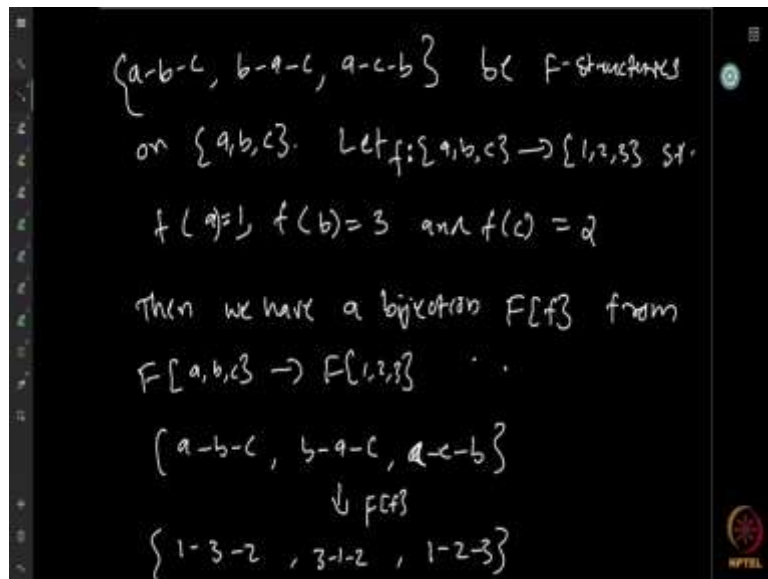 {a-b-c, b-a-c, a-c-b} be F-structures
on {a,b,c}. Let f:{a,b,c} → {1,2,3} st.
f(a)=1, f(b)=3 and f(c)=2
Then we have a bijection F[f] from
F[a,b,c} → F[1,2,3]
{a-b-c, b-a-c, a-c-b}
↓ F[f]
{1-3-2, 3-1-2, 1-2-3}
NPTEL